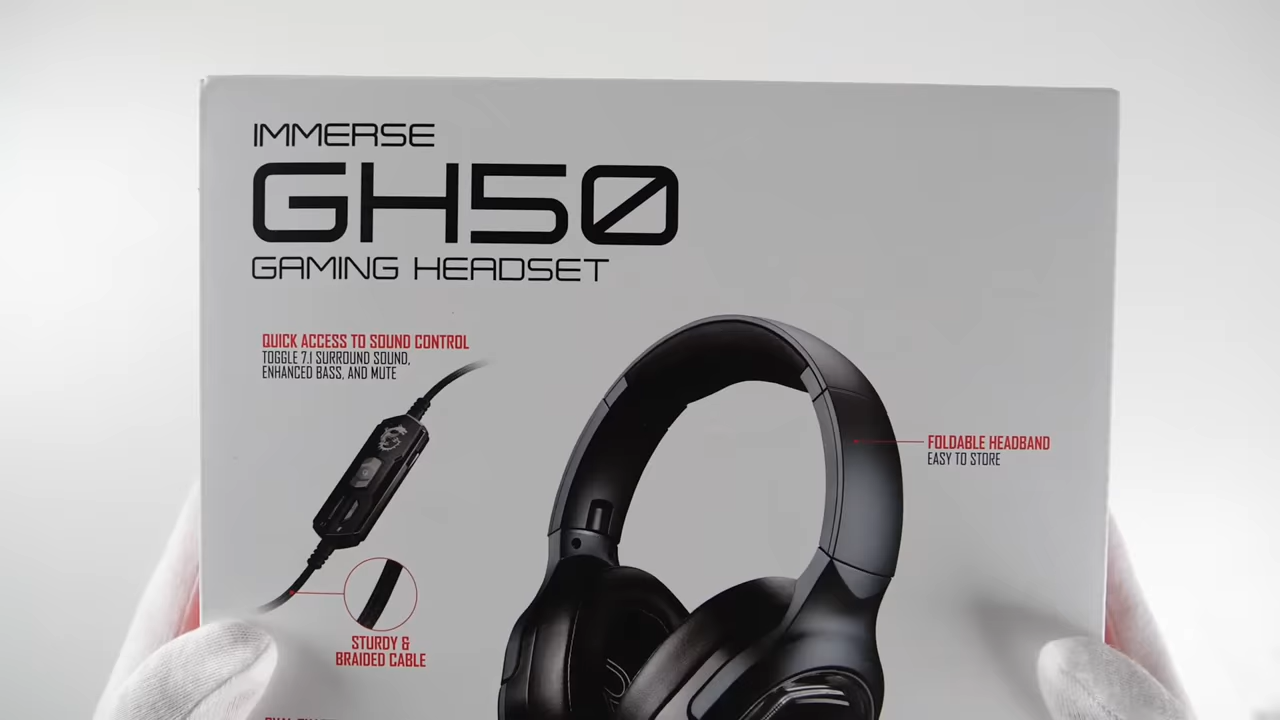 IMMERSE
GH50
GAMING HEADSET
QUICK ACCESS TO SOUND CONTROL
TOGGLE 7.1 SURROUND SOUND,
ENHANCED BASS, AND MUTE
FOLDABLE HEADBAND
EASY TO STORE
STURDY &
BRAIDED CABLE